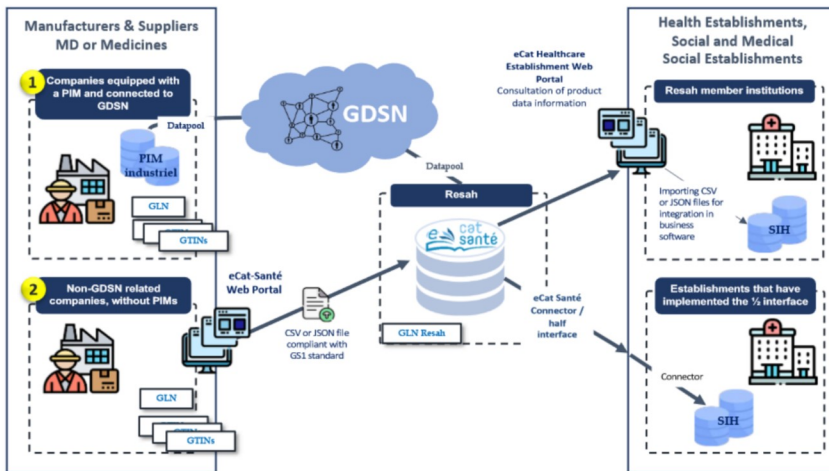 Manufacturers & Suppliers
MD or Medicines
1
Companies equipped with
a PIM and connected to
GDSN
Datapool
PIM
industriel
GLN
GTINs
2
Non-GDSN related
companies, without PIMs
GLN
GTINs
GDSN
Datapool
eCat-Santé
Web Portal
CSV or JSON file
compliant with
GS1 standard
Resah
e cat
santé
GLN Resah
eCat Healthcare
Establishment Web
Portal
Consultation of product
data information
eCat Santé
Connector /
half
interface
Health Establishments,
Social and Medical
Social Establishments
Resah member institutions
Importing CSV
or JSON files for
integration in
business
software
SIH
Establishments that have
implemented the ½ interface
Connector
SIH